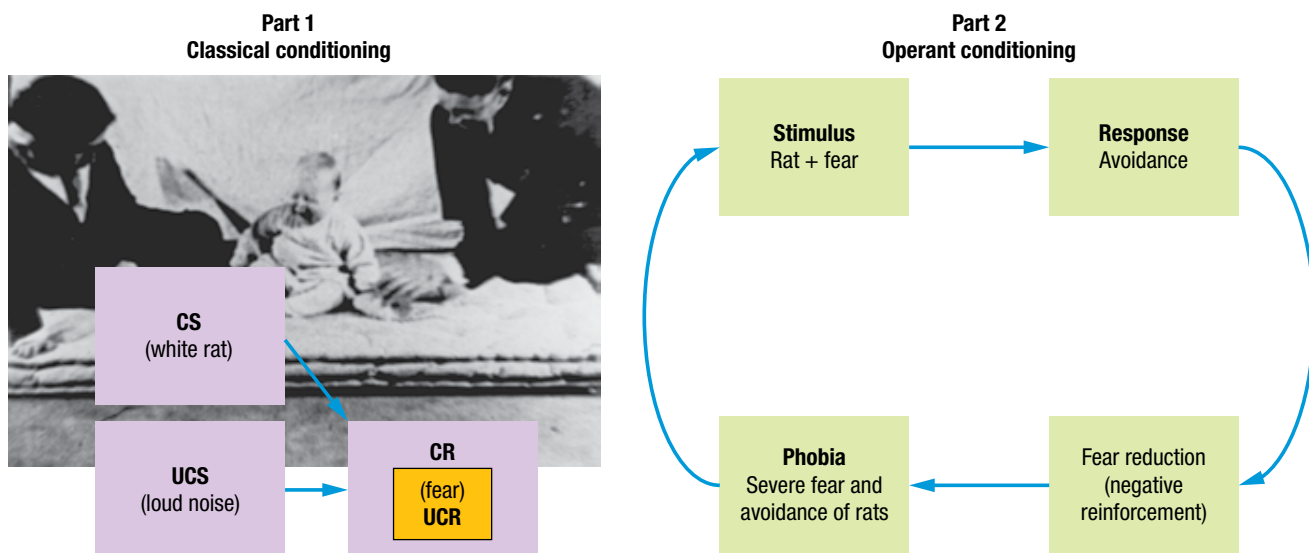 Part 1
Classical conditioning
CS
(white rat)
UCS
(loud noise)
CR
(fear)
UCR
Part 2
Operant conditioning
Stimulus
Rat + fear
Response
Avoidance
Phobia
Severe fear and
avoidance of rats
Fear reduction
(negative
reinforcement)